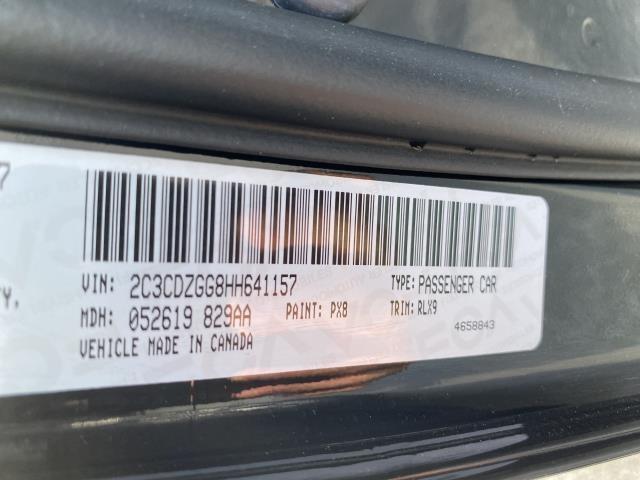 VIN: 2C3CDZGG8HH641157 TYPE: PASSENGER CAR
MDH: 052619 829AA PAINT: PX8 TRIM: RLX9
VEHICLE MADE IN CANADA 4658843